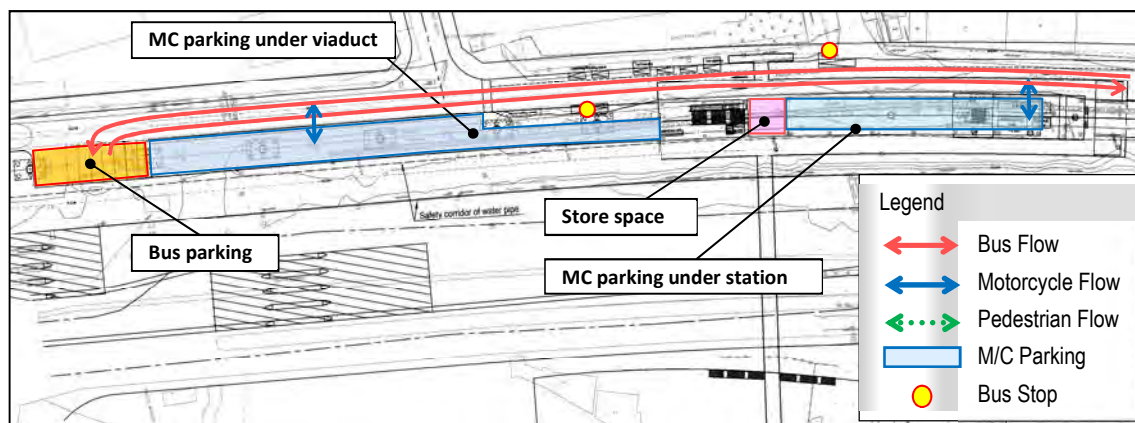 MC parking under viaduct
Safety corridor of water pipe
Store space
Bus parking
MC parking under station
Legend
Bus Flow
Motorcycle Flow
Pedestrian Flow
M/C Parking
Bus Stop